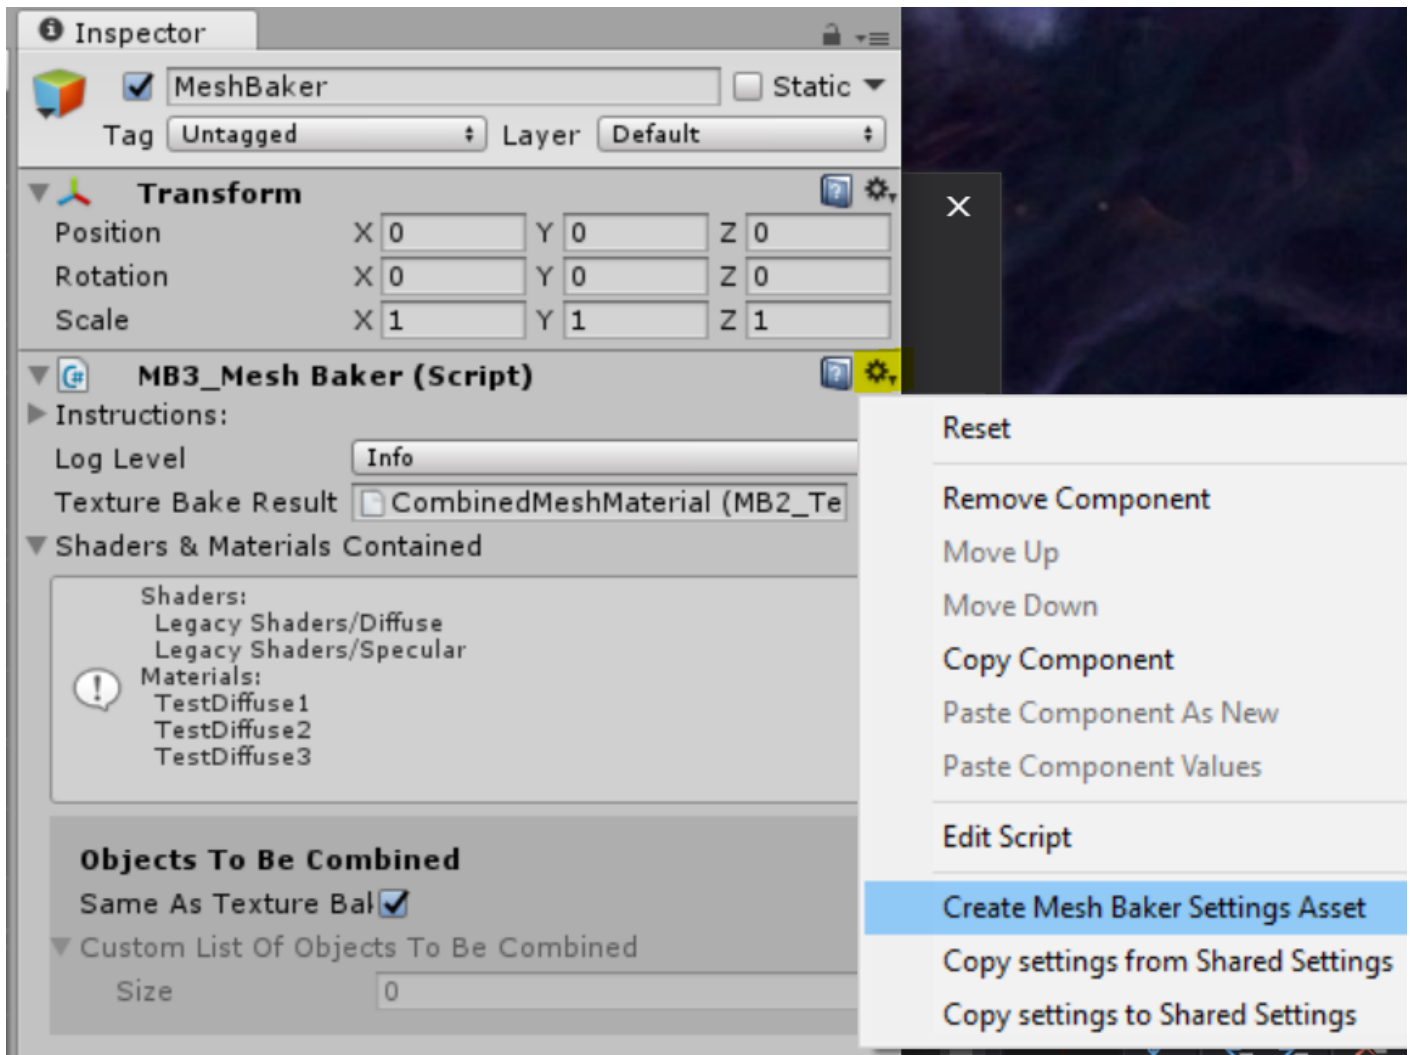 Inspector
MeshBaker
Static
Tag Untagged Layer Default
Transform
Position X 0 Y 0 Z 0
Rotation X 0 Y 0 Z 0
Scale X 1 Y 1 Z 1
MB3_Mesh Baker (Script)
Instructions:
Log Level Info
Texture Bake Result CombinedMeshMaterial (MB2_Te
Shaders & Materials Contained
Shaders:
Legacy Shaders/Diffuse
Legacy Shaders/Specular
Materials:
TestDiffuse1
TestDiffuse2
TestDiffuse3
Objects To Be Combined
Same As Texture Bak
Custom List Of Objects To Be Combined
Size 0
Reset
Remove Component
Move Up
Move Down
Copy Component
Paste Component As New
Paste Component Values
Edit Script
Create Mesh Baker Settings Asset
Copy settings from Shared Settings
Copy settings to Shared Settings